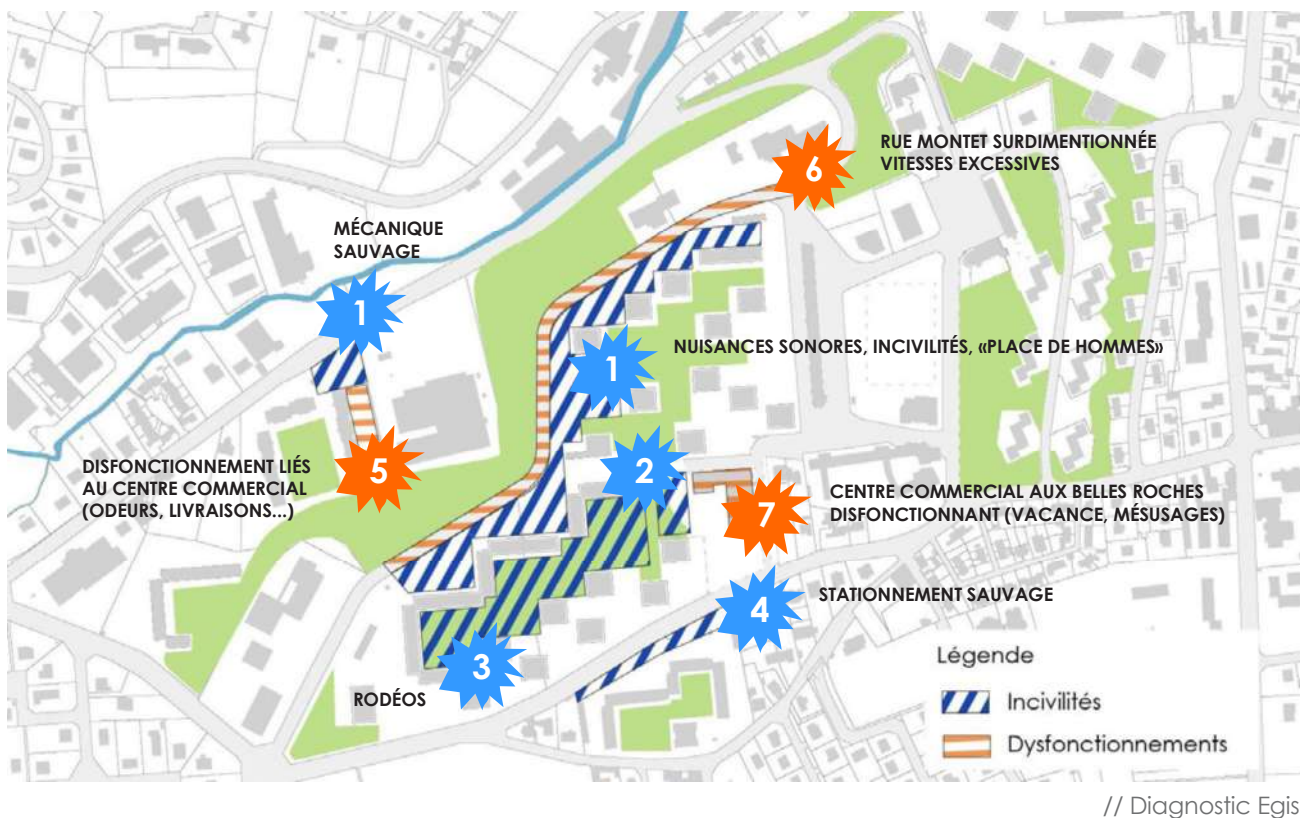 RUE MONTET SURDIMENTIONNÉE
VITESSES EXCESSIVES
6
MÉCANIQUE
SAUVAGE
1
NUISANCES SONORES, INCIVILITÉS, «PLACE DE HOMMES»
1
2
DISFONCTIONNEMENT LIÉS
AU CENTRE COMMERCIAL
(ODEURS, LIVRAISONS...)
5
CENTRE COMMERCIAL AUX BELLES ROCHES
DISFONCTIONNANT (VACANCE, MÉSUSAGES)
7
STATIONNEMENT SAUVAGE
4
3
RODÉOS
Légende
Incivilités
Dysfonctionnements
// Diagnostic Egis